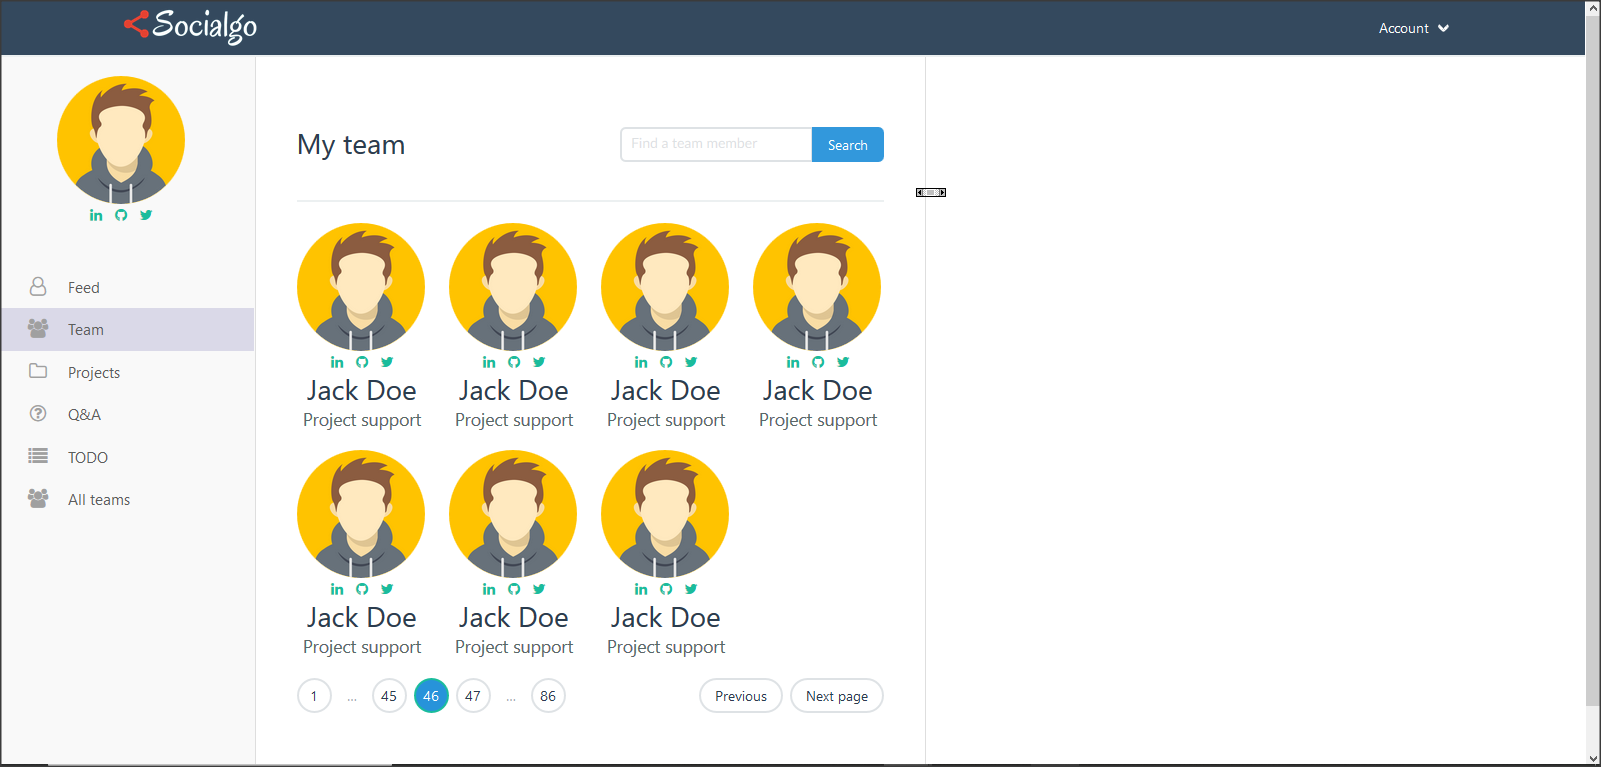 Socialgo
Account
My team
Find a team member
Search
Feed
Team
Projects
Q&A
TODO
All teams
Jack Doe
Project support
Jack Doe
Project support
Jack Doe
Project support
Jack Doe
Project support
Jack Doe
Project support
Jack Doe
Project support
Jack Doe
Project support
1 ... 45 46 47 ... 86
Previous
Next page